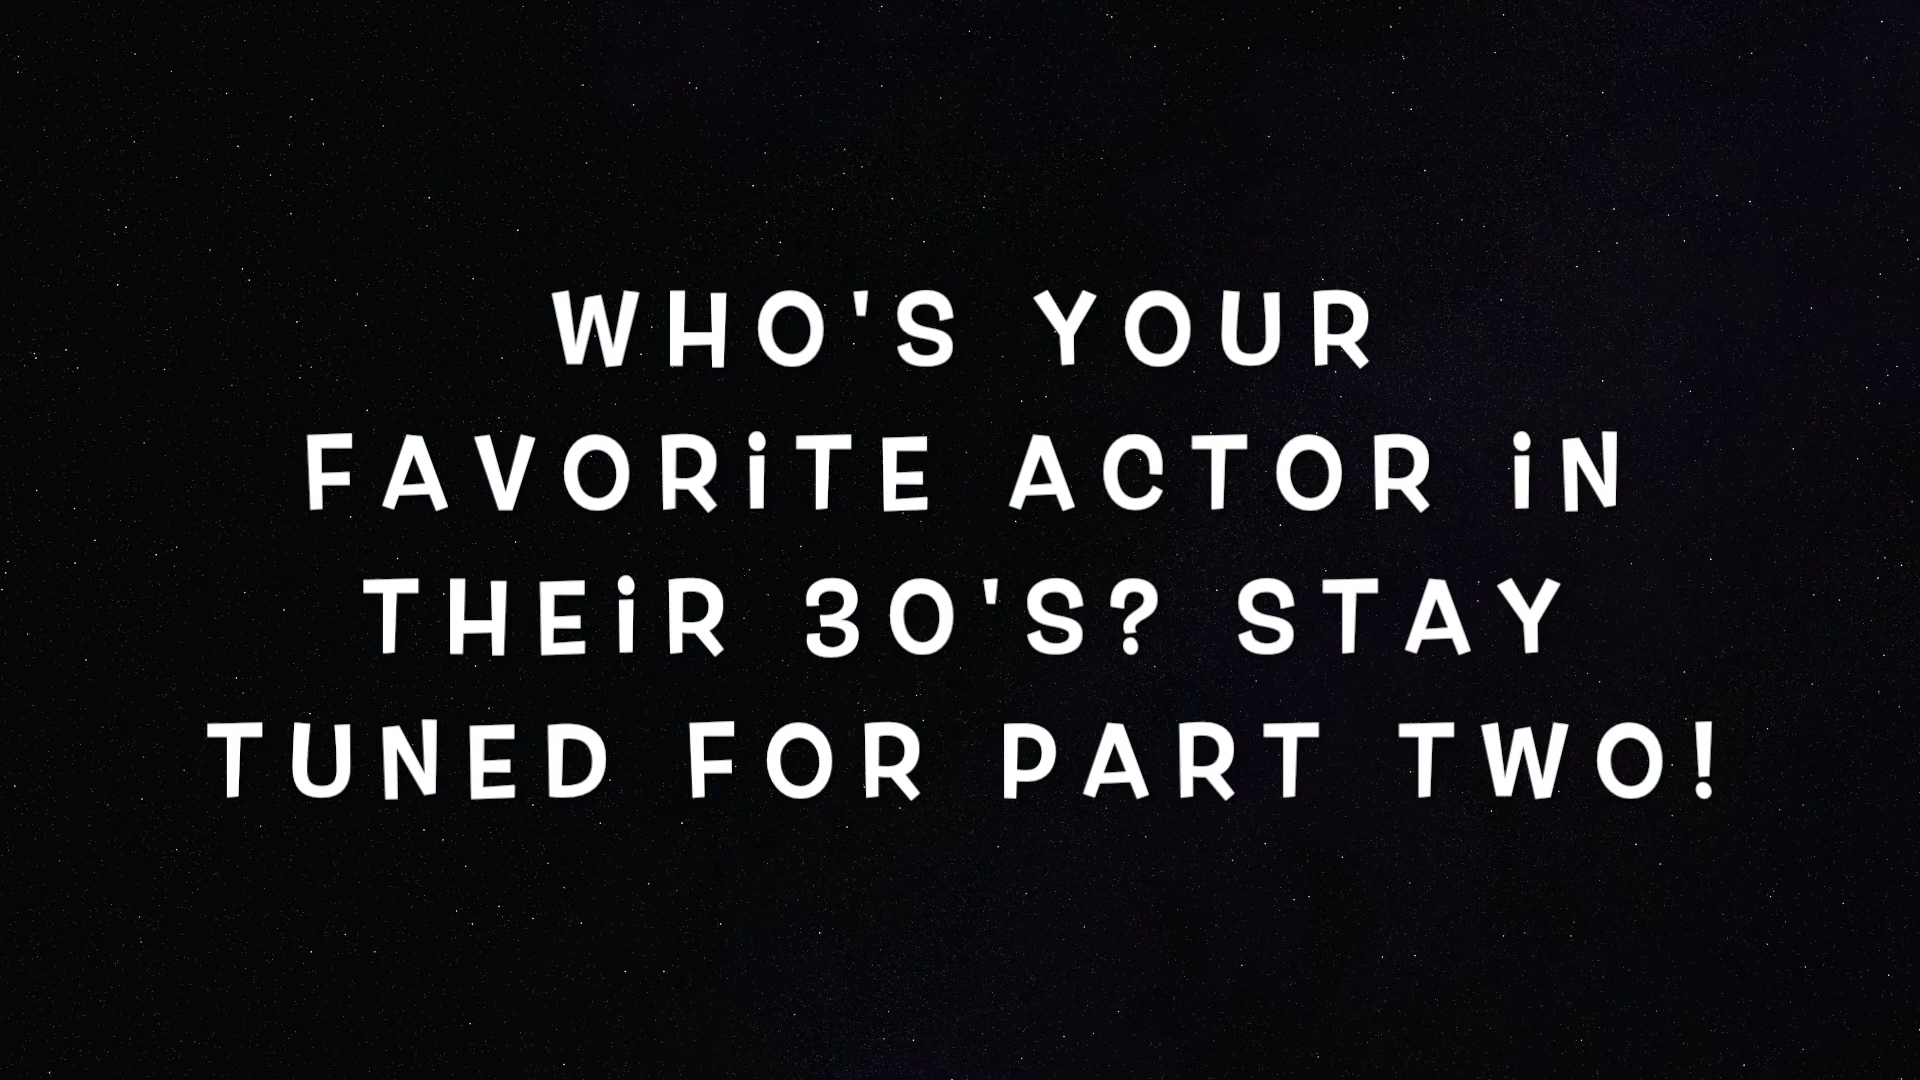 WHO'S YOUR
FAVORiTE ACTOR iN
THEiR 30'S? STAY
TUNED FOR PART TWO!